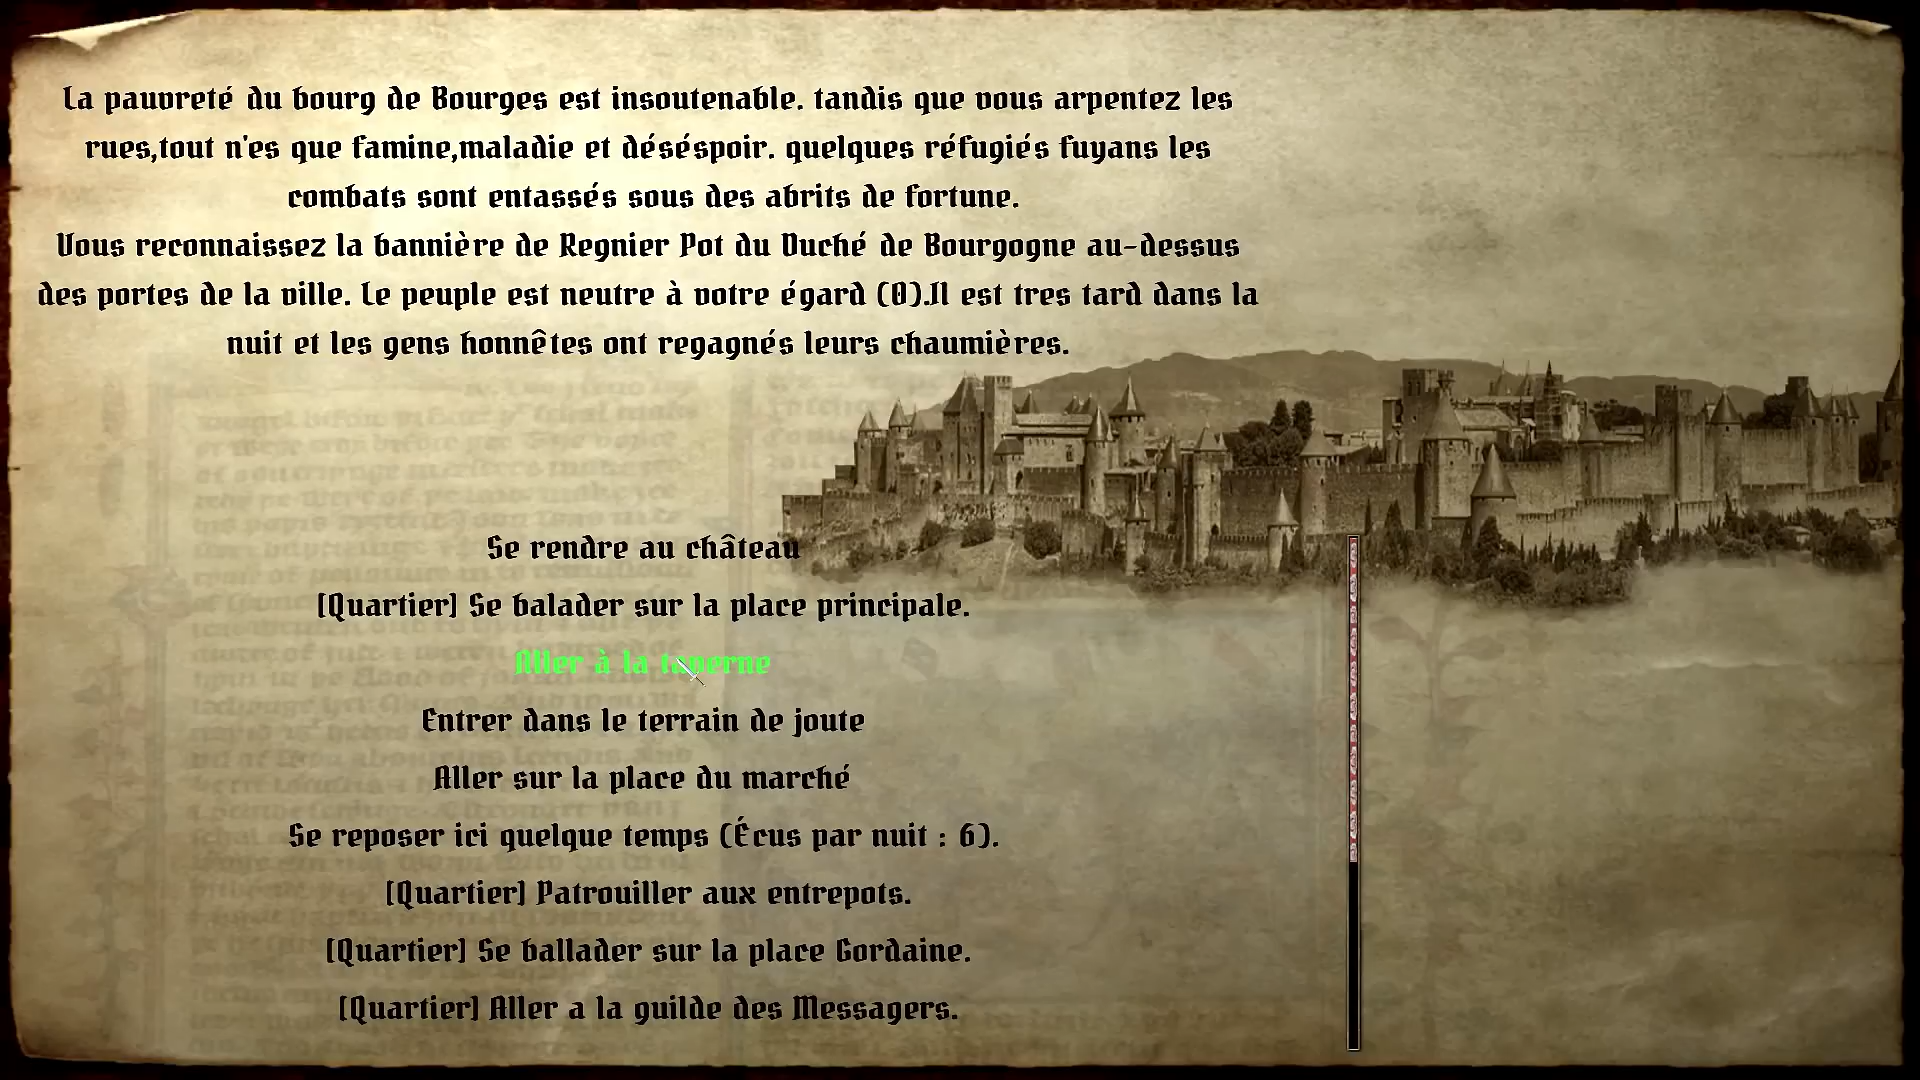 La pauvreté du bourg de Bourges est insoutenable. tandis que vous arpentez les
rues,tout n'es que famine,maladie et déséspoir. quelques réfugiés fuyans les
combats sont entassés sous des abrits de fortune.
Vous reconnaissez la bannière de Regnier Pot du Duché de Bourgogne au-dessus
des portes de la ville. Le peuple est neutre à votre égard (0).Il est tres tard dans la
nuit et les gens honnêtes ont regagnés leurs chaumières.
Se rendre au château
[Quartier] Se balader sur la place principale.
Aller à la taverne
Entrer dans le terrain de joute
Aller sur la place du marché
Se reposer ici quelque temps (Écus par nuit : 6).
[Quartier] Patrouiller aux entrepots.
[Quartier] Se ballader sur la place Gordaine.
[Quartier] Aller a la guilde des Messagers.